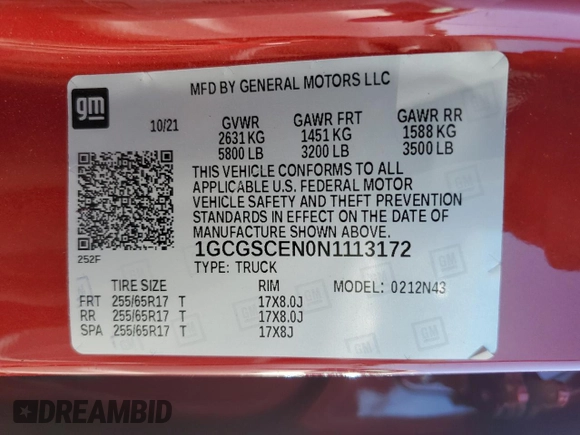 MFD BY GENERAL MOTORS LLC
gm
10/21
GVWR GAWR FRT GAWR RR
2631 KG 1451 KG 1588 KG
5800 LB 3200 LB 3500 LB
THIS VEHICLE CONFORMS TO ALL
APPLICABLE U.S. FEDERAL MOTOR
VEHICLE SAFETY AND THEFT PREVENTION
STANDARDS IN EFFECT ON THE DATE OF
MANUFACTURE SHOWN ABOVE.
1GCGSCEN0N1113172
252F
TYPE: TRUCK
TIRE SIZE RIM MODEL: 0212N43
FRT 255/65R17 T 17X8.0J
RR 255/65R17 T 17X8.0J
SPA 255/65R17 T 17X8J
DREAMBID